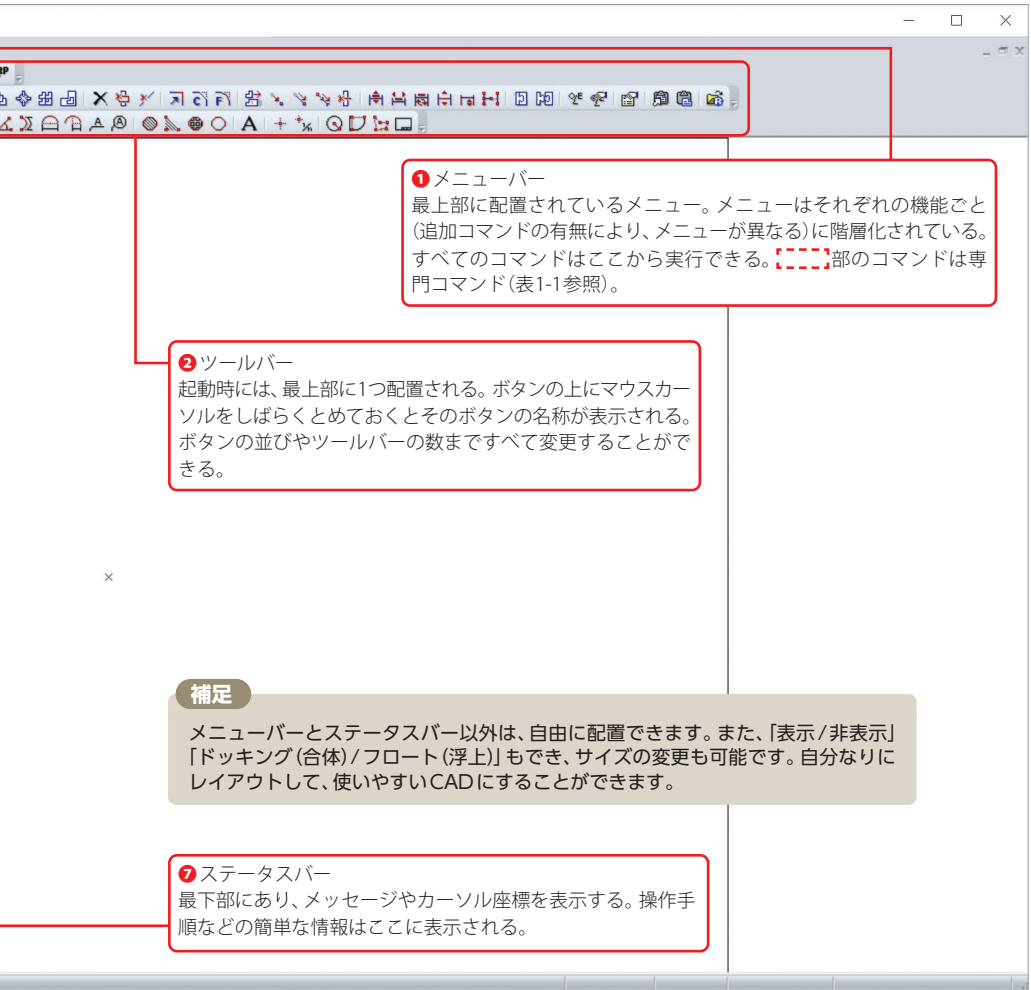 ❶メニューバー
最上部に配置されているメニュー。メニューはそれぞれの機能ごと
(追加コマンドの有無により、メニューが異なる)に階層化されている。
すべてのコマンドはここから実行できる。 部のコマンドは専
門コマンド(表1-1参照)。
❷ツールバー
起動時には、最上部に1つ配置される。ボタンの上にマウスカー
ソルをしばらくとめておくとそのボタンの名称が表示される。
ボタンの並びやツールバーの数まですべて変更することがで
きる。
補足
メニューバーとステータスバー以外は、自由に配置できます。また、「表示/非表示」
「ドッキング(合体)/フロート(浮上)」もでき、サイズの変更も可能です。自分なりに
レイアウトして、使いやすいCADにすることができます。
❼ステータスバー
最下部にあり、メッセージやカーソル座標を表示する。操作手
順などの簡単な情報はここに表示される。